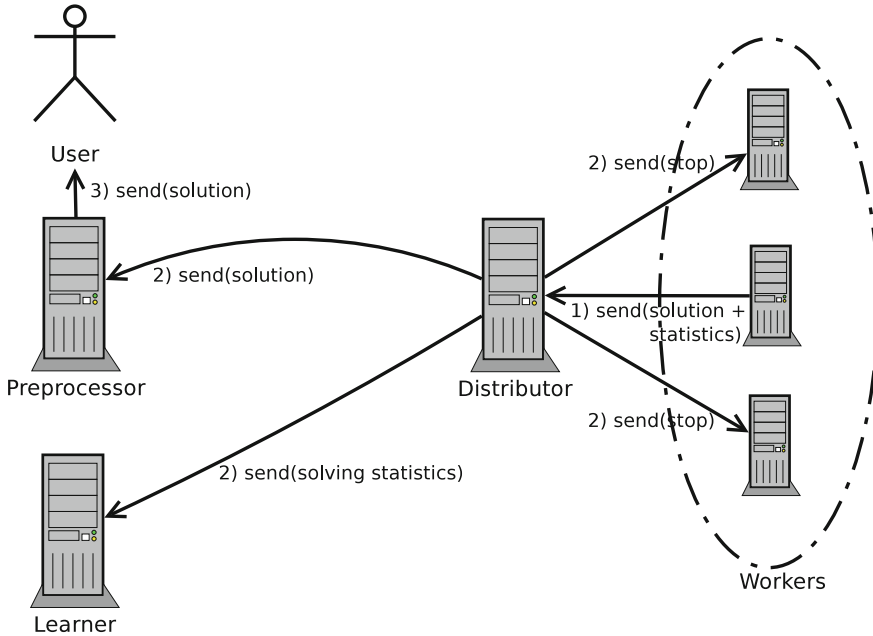 User
3) send(solution)
2) send(stop)
2) send(solution)
1) send(solution +
statistics)
Preprocessor
Distributor
2) send(stop)
2) send(solving statistics)
Workers
Learner